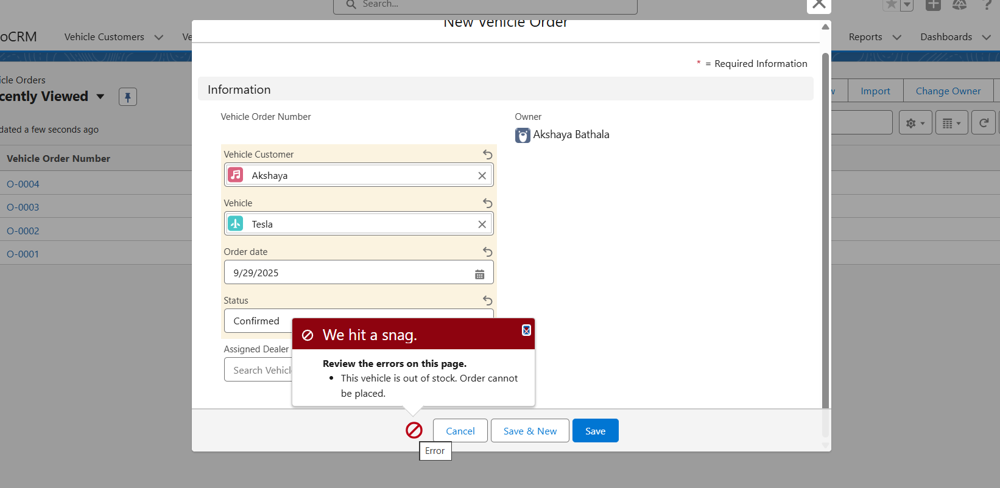 Search...
oCRM
Vehicle Customers
Ve
Reports
Dashboards
New Vehicle Order
* = Required Information
icle Orders
cently Viewed
w
Import
Change Owner
Information
Vehicle Order Number
Owner
Akshaya Bathala
dated a few seconds ago
Vehicle Order Number
O-0004
O-0003
O-0002
O-0001
Vehicle Customer
Akshaya
Vehicle
Tesla
Order date
9/29/2025
Status
Confirmed
Assigned Dealer
Search Vehicl
We hit a snag.
Review the errors on this page.
• This vehicle is out of stock. Order cannot
be placed.
Cancel
Save & New
Save
Error